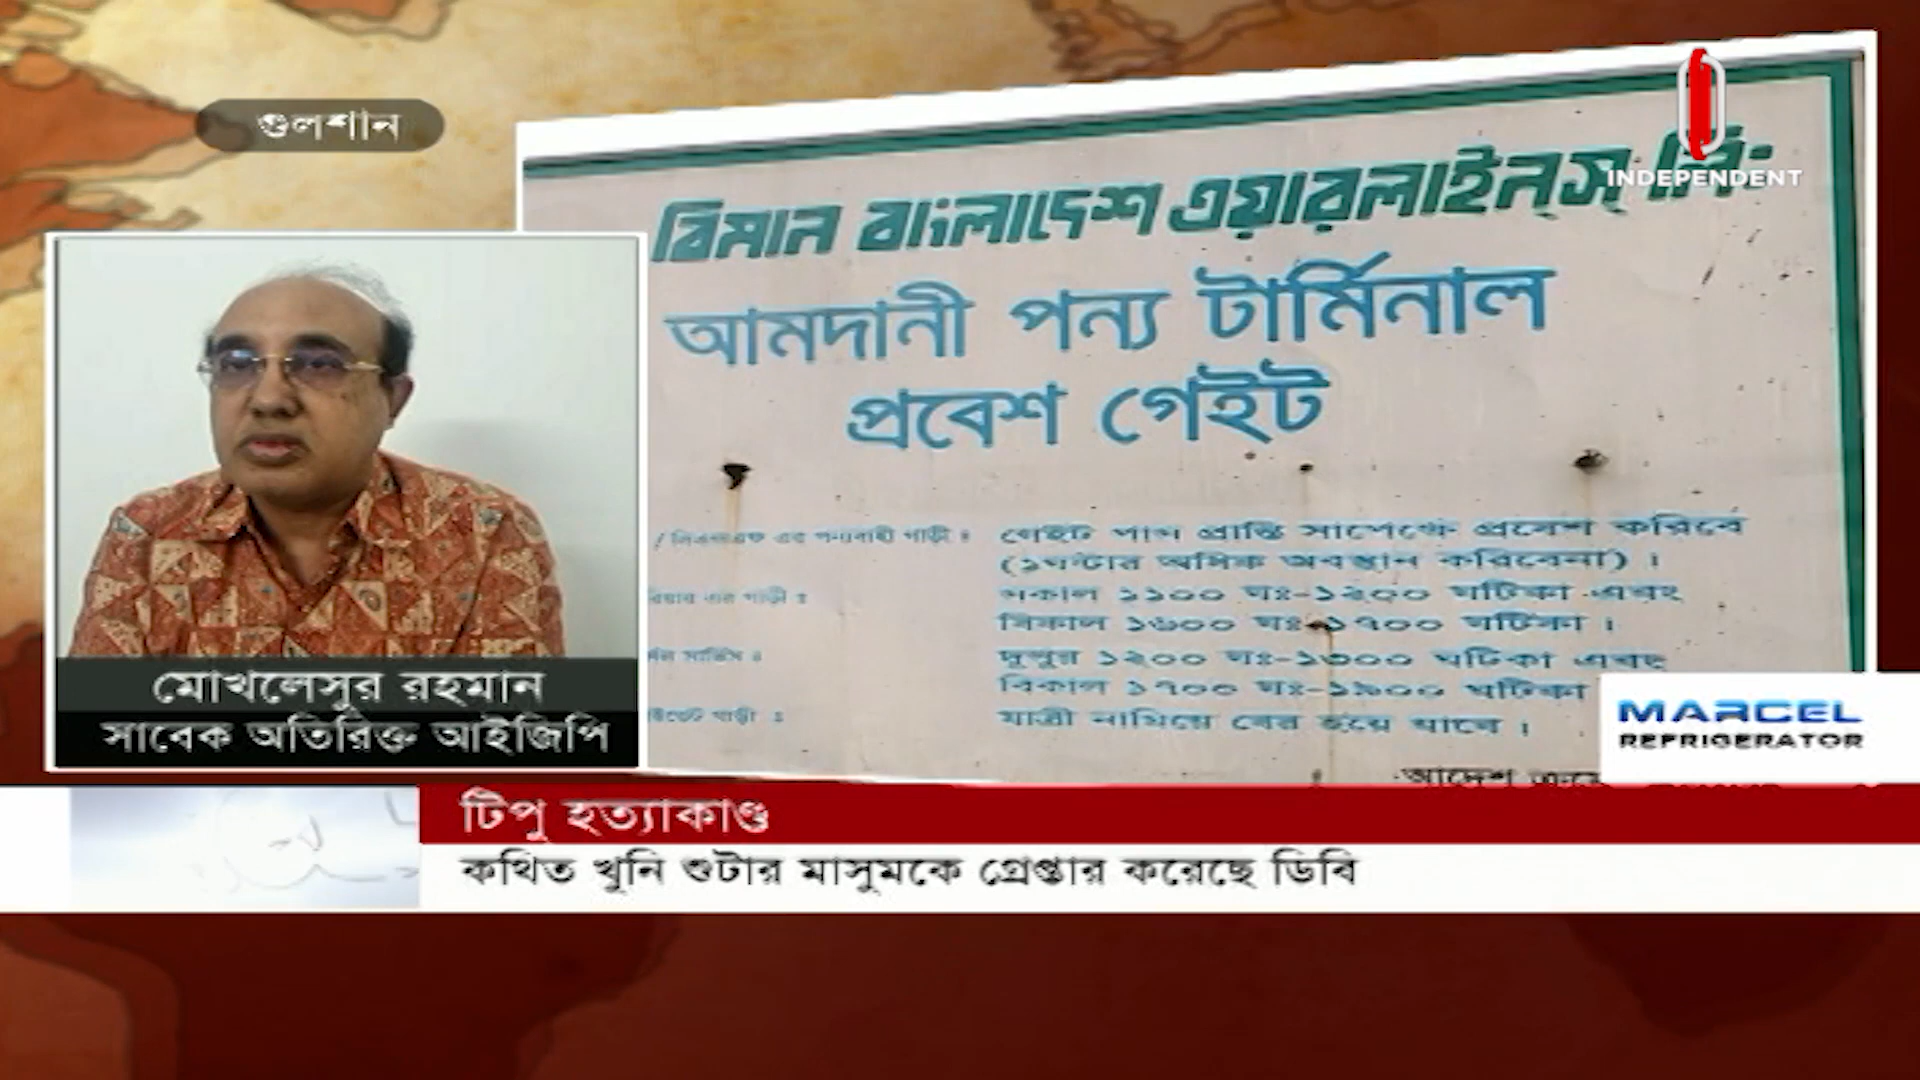 গুলশান
INDEPENDENT
বিমান বাংলাদেশ এয়ারলাইন্স্ লি:
আমদানী পন্য টার্মিনাল
প্রবেশ গেইট
গেইট পাস প্রাপ্তি সাপেক্ষে প্রবেশ করিবে
(১ঘন্টার অধিক অবস্থান করিবেনা) ।
সকাল ১১০০ ঘঃ-১২০০ ঘটিকা এবং
বিকাল ১৬০০ ঘঃ-১৭০০ ঘটিকা ।
দুপুর ১২০০ ঘঃ-১৩০০ ঘটিকা এবং
বিকাল ১৭০০ ঘঃ-১৯০০ ঘটিকা
যাত্রী নামিয়ে বের হয়ে যাবে ।
মোখলেসুর রহমান
সাবেক অতিরিক্ত আইজিপি
MARCEL
REFRIGERATOR
টিপু হত্যাকাণ্ড
কথিত খুনি শুটার মাসুমকে গ্রেপ্তার করেছে ডিবি